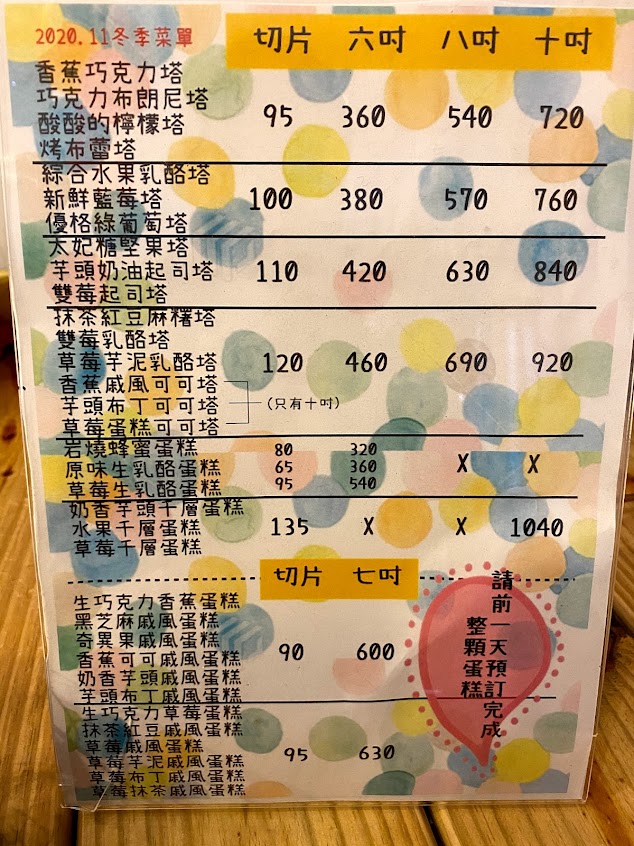 2020.11冬季菜單 切片 六吋 八吋 十吋
香蕉巧克力塔
巧克力布朗尼塔
酸酸的檸檬塔
烤布蕾塔
95 360 540 720
綜合水果乳酪塔
新鮮藍莓塔
優格綠葡萄塔
100 380 570 760
太妃糖堅果塔
芋頭奶油起司塔
雙莓起司塔
110 420 630 840
抹茶紅豆麻糬塔
雙莓乳酪塔
草莓芋泥乳酪塔
120 460 690 920
香蕉戚風可可塔
芋頭布丁可可塔
草莓蛋糕可可塔
(只有十吋)
岩燒蜂蜜蛋糕 80 320
原味生乳酪蛋糕 65 360 X X
草莓生乳酪蛋糕 95 540
奶香芋頭千層蛋糕
水果千層蛋糕 135 X X 1040
草莓千層蛋糕
切片 七吋
生巧克力香蕉蛋糕
黑芝麻戚風蛋糕
奇異果戚風蛋糕
香蕉可可戚風蛋糕
奶香芋頭戚風蛋糕
芋頭布丁戚風蛋糕
90 600
生巧克力草莓蛋糕
抹茶紅豆戚風蛋糕
草莓戚風蛋糕
草莓芋泥戚風蛋糕
草莓布丁戚風蛋糕
草莓抹茶戚風蛋糕
95 630
請前一天預訂完成
整顆蛋糕